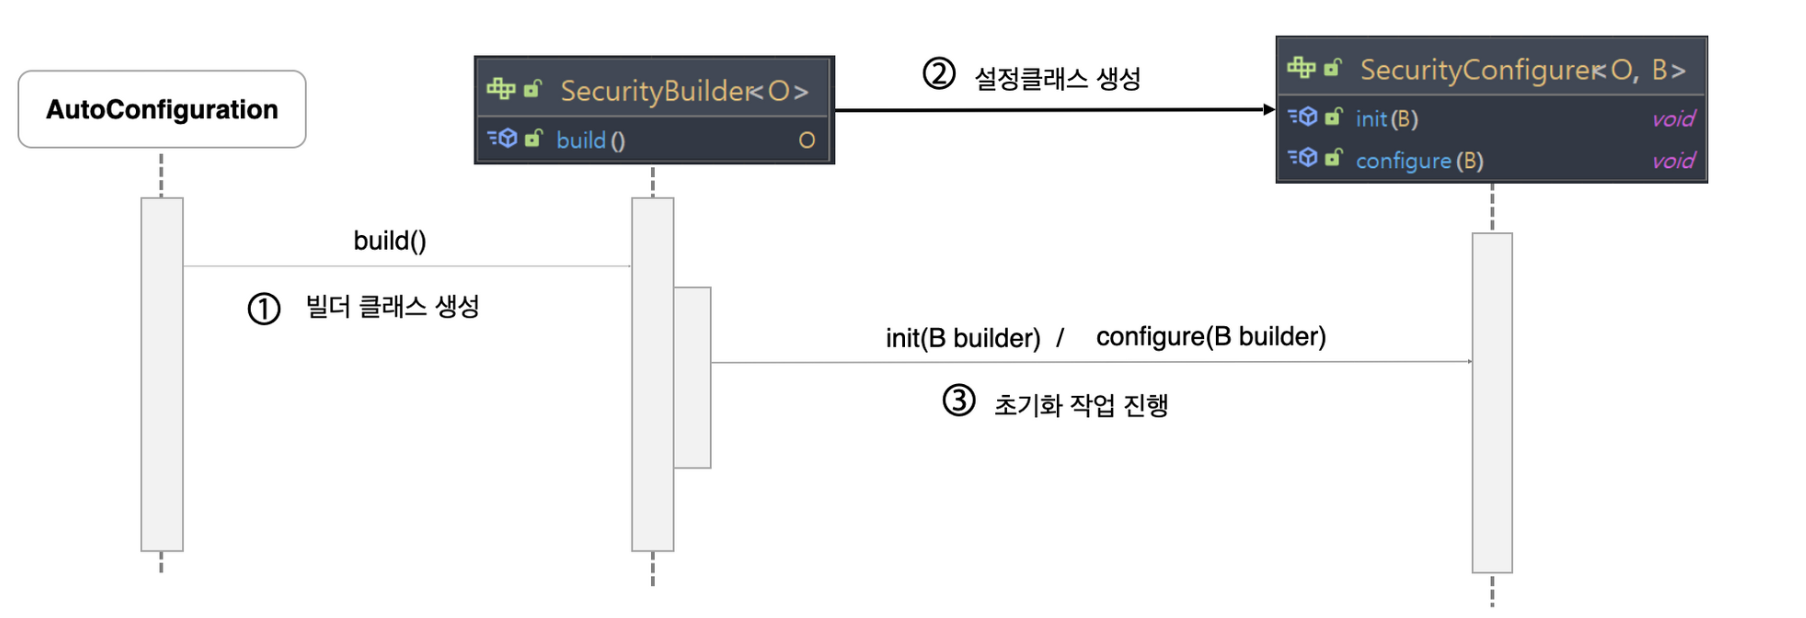 AutoConfiguration
SecurityBuilder<O>
build() O
② 설정클래스 생성
SecurityConfigurer<O, B>
init(B) void
configure(B) void
build()
① 빌더 클래스 생성
init(B builder) / configure(B builder)
③ 초기화 작업 진행